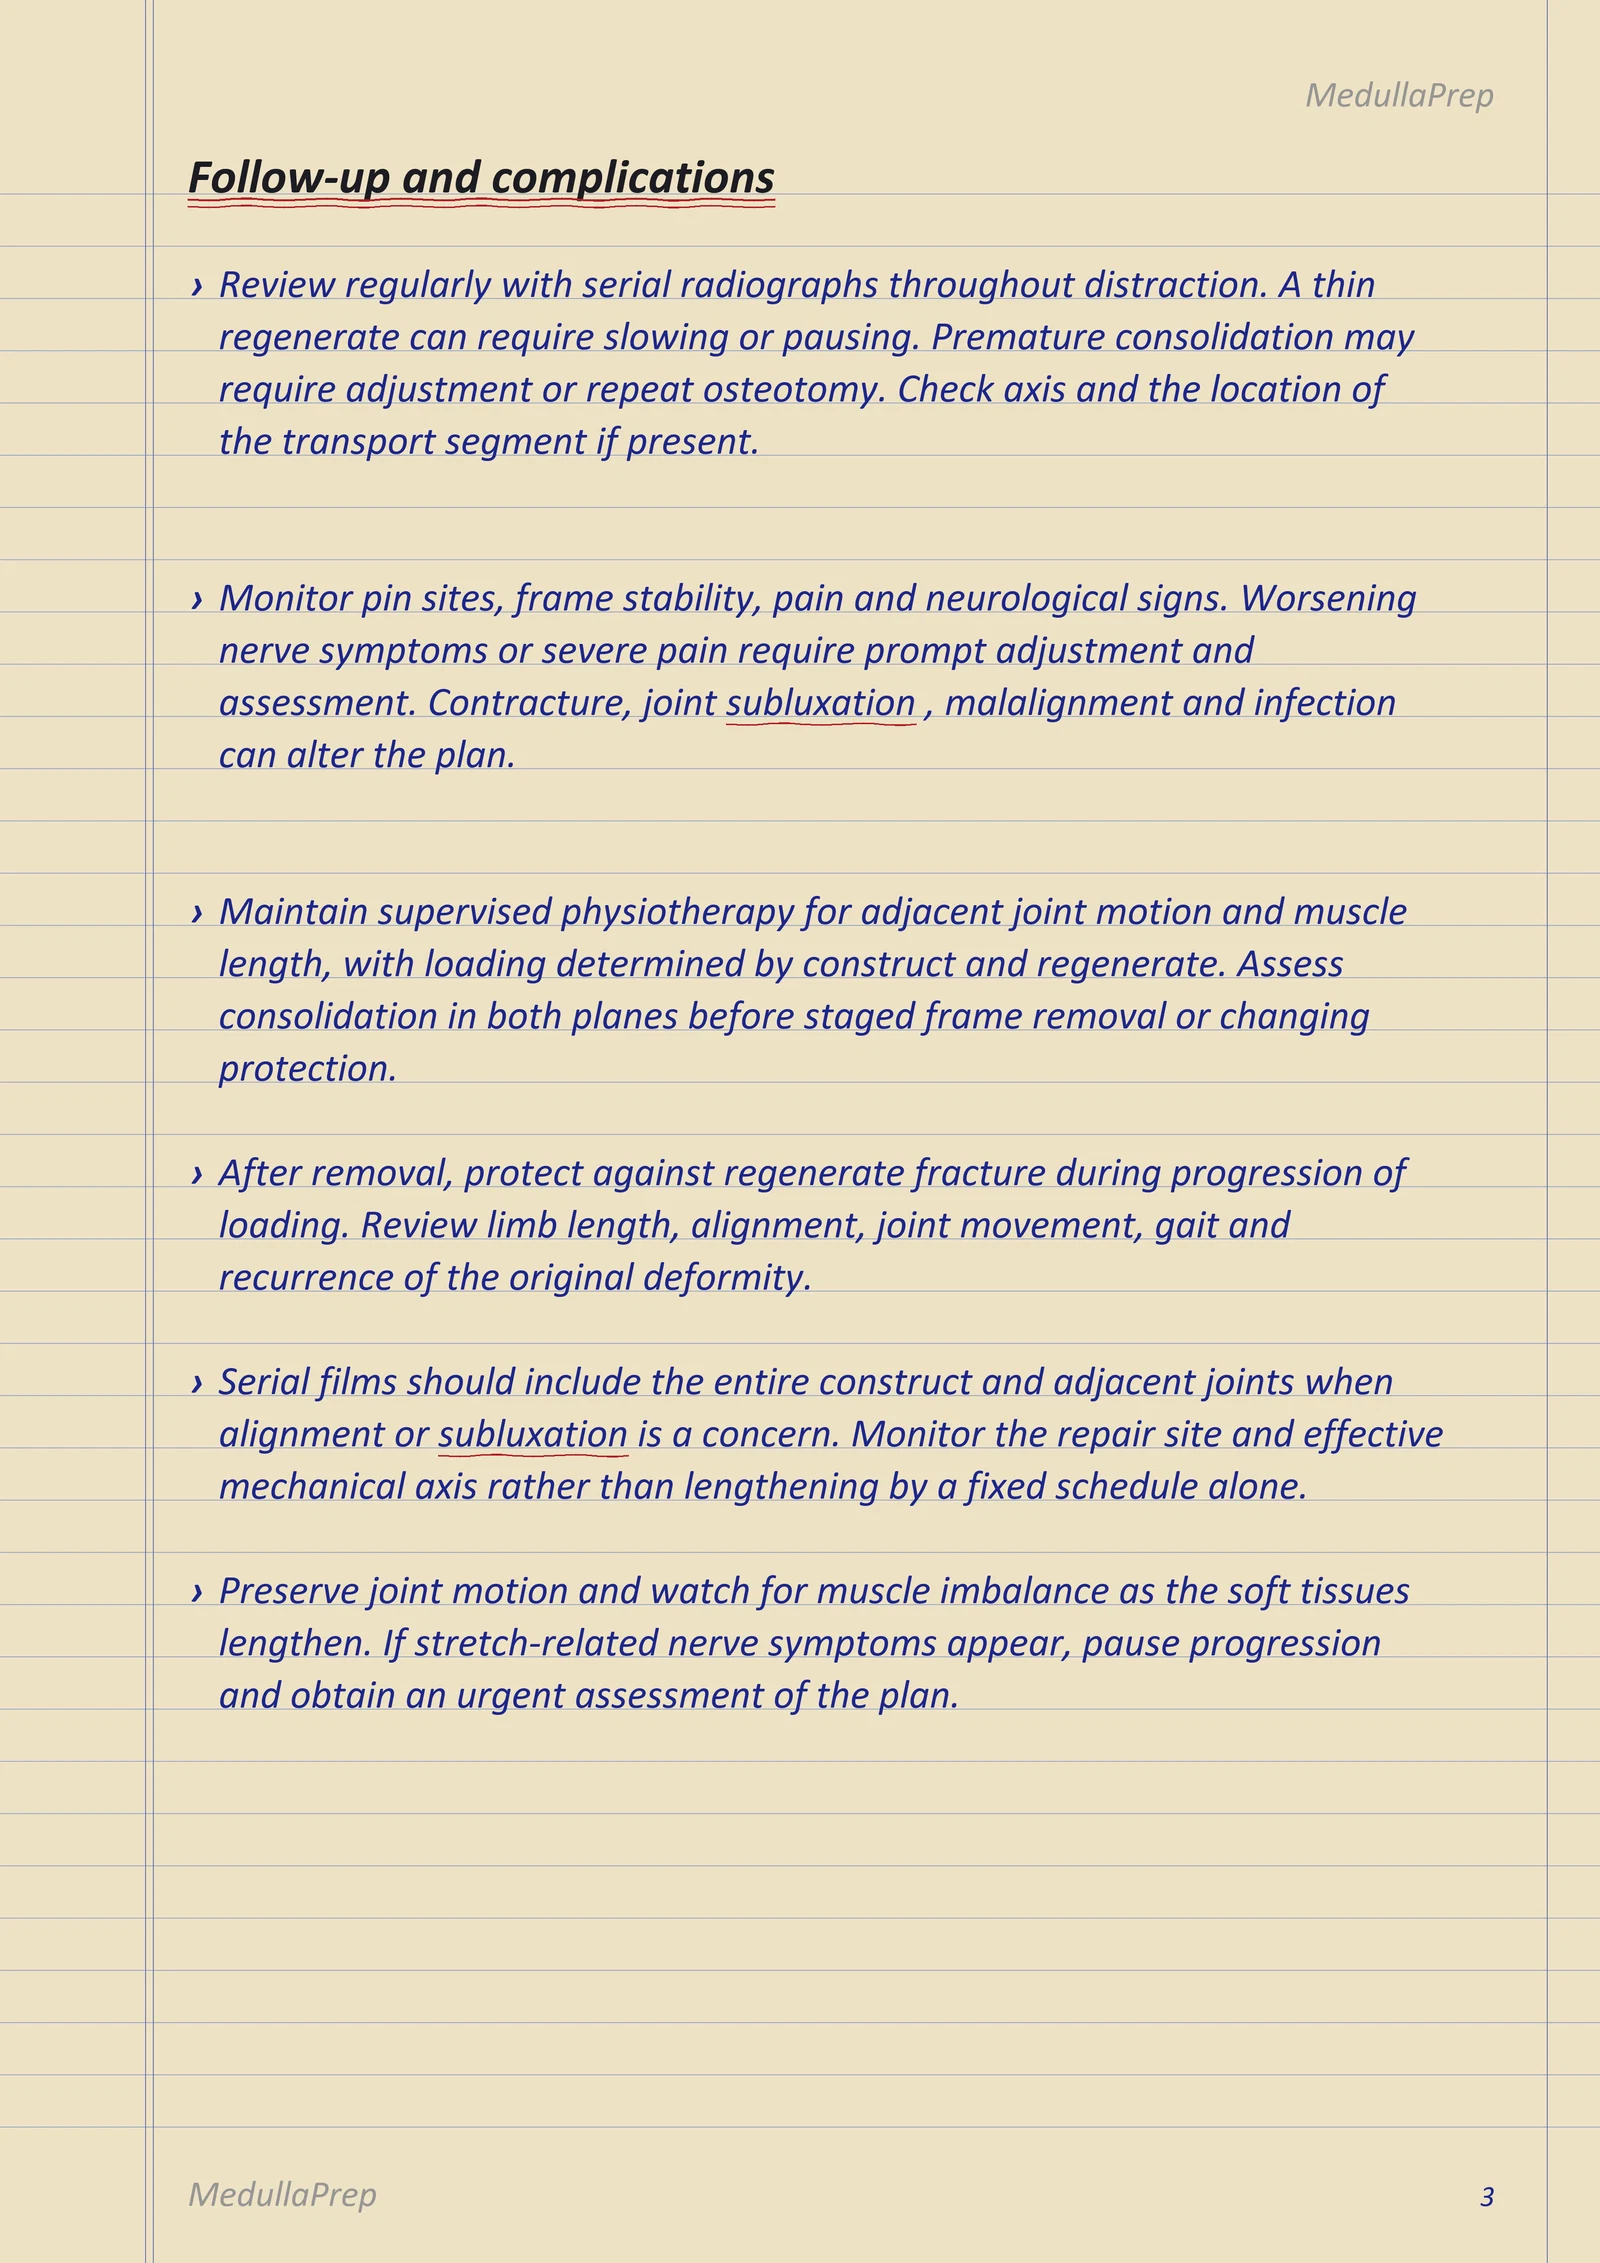 MedullaPrep
Follow-up and complications
› Review regularly with serial radiographs throughout distraction. A thin
regenerate can require slowing or pausing. Premature consolidation may
require adjustment or repeat osteotomy. Check axis and the location of
the transport segment if present.
› Monitor pin sites, frame stability, pain and neurological signs. Worsening
nerve symptoms or severe pain require prompt adjustment and
assessment. Contracture, joint subluxation , malalignment and infection
can alter the plan.
› Maintain supervised physiotherapy for adjacent joint motion and muscle
length, with loading determined by construct and regenerate. Assess
consolidation in both planes before staged frame removal or changing
protection.
› After removal, protect against regenerate fracture during progression of
loading. Review limb length, alignment, joint movement, gait and
recurrence of the original deformity.
› Serial films should include the entire construct and adjacent joints when
alignment or subluxation is a concern. Monitor the repair site and effective
mechanical axis rather than lengthening by a fixed schedule alone.
› Preserve joint motion and watch for muscle imbalance as the soft tissues
lengthen. If stretch-related nerve symptoms appear, pause progression
and obtain an urgent assessment of the plan.
MedullaPrep
3